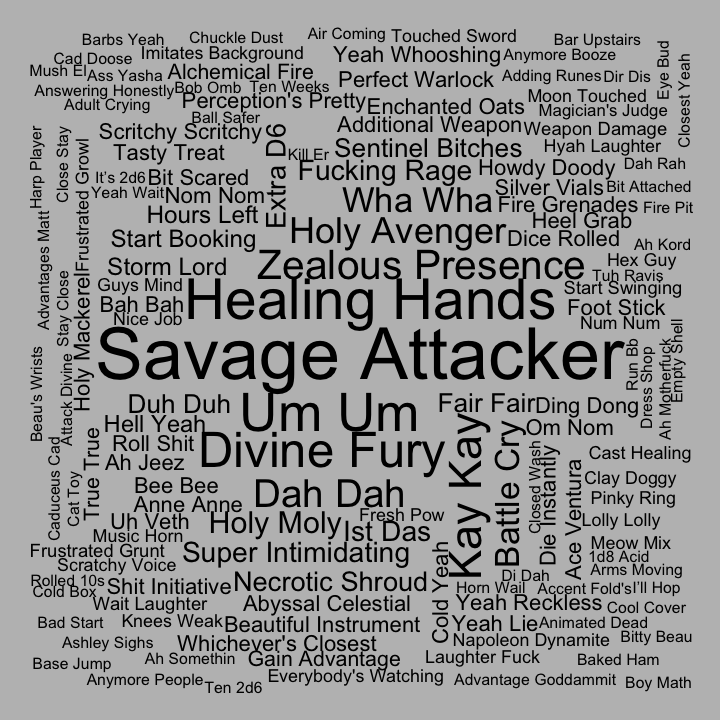 Barbs Yeah
Chuckle Dust
Air Coming
Touched Sword
Bar Upstairs
Cad Doose
Imitates Background
Yeah Whooshing
Anymore Booze
Eye Bud
Closest Yeah
Mush El
Ass Yasha
Alchemical Fire
Perfect Warlock
Adding Runes
Dir Dis
Answering Honestly
Bob Omb
Ten Weeks
Moon Touched
Adult Crying
Perception's Pretty
Enchanted Oats
Magician's Judge
Ball Safer
Additional Weapon
Weapon Damage
Scritchy Scritchy
Extra D6
Kill Er
Sentinel Bitches
Hyah Laughter
Harp Player
Close Stay
Frustrated Growl
Tasty Treat
Fucking Rage
Howdy Doody
Dah Rah
It's 2d6
Bit Scared
Silver Vials
Bit Attached
Yeah Wait
Nom Nom
Wha Wha
Fire Grenades
Fire Pit
Hours Left
Heel Grab
Advantages Matt
Start Booking
Holy Avenger
Dice Rolled
Ah Kord
Storm Lord
Zealous Presence
Hex Guy
Tuh Ravis
Stay Close
Holy Mackerel
Guys Mind
Start Swinging
Bah Bah
Healing Hands
Foot Stick
Nice Job
Num Num
Beau's Wrists
Attack Divine
Savage Attacker
Run Bb
Dress Shop
Ah Motherfuck
Empty Shell
Duh Duh
Um Um
Fair Fair
Ding Dong
Hell Yeah
Om Nom
Roll Shit
Divine Fury
Kay Kay
Battle Cry
Closed Wash
Die Instantly
Ace Ventura
Cast Healing
Caduceus Cad
Cat Toy
True True
Ah Jeez
Clay Doggy
Bee Bee
Dah Dah
Pinky Ring
Anne Anne
Uh Veth
Holy Moly
Fresh Pow
Lolly Lolly
Music Horn
Ist Das
Meow Mix
Frustrated Grunt
Super Intimidating
Cold Yeah
1d8 Acid
Scratchy Voice
Arms Moving
Rolled 10s
Di Dah
Cold Box
Shit Initiative
Necrotic Shroud
Horn Wail
Accent Fold's
I'll Hop
Wait Laughter
Abyssal Celestial
Yeah Reckless
Cool Cover
Bad Start
Knees Weak
Beautiful Instrument
Yeah Lie
Animated Dead
Ashley Sighs
Whichever's Closest
Napoleon Dynamite
Bitty Beau
Base Jump
Ah Somethin
Gain Advantage
Laughter Fuck
Baked Ham
Anymore People
Ten 2d6
Everybody's Watching
Advantage Goddammit
Boy Math